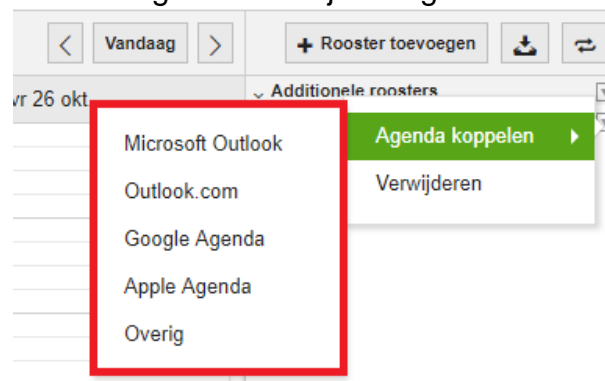 Vandaag
+ Rooster toevoegen
vr 26 okt
Additionele roosters
Agenda koppelen
Verwijderen
Microsoft Outlook
Outlook.com
Google Agenda
Apple Agenda
Overig